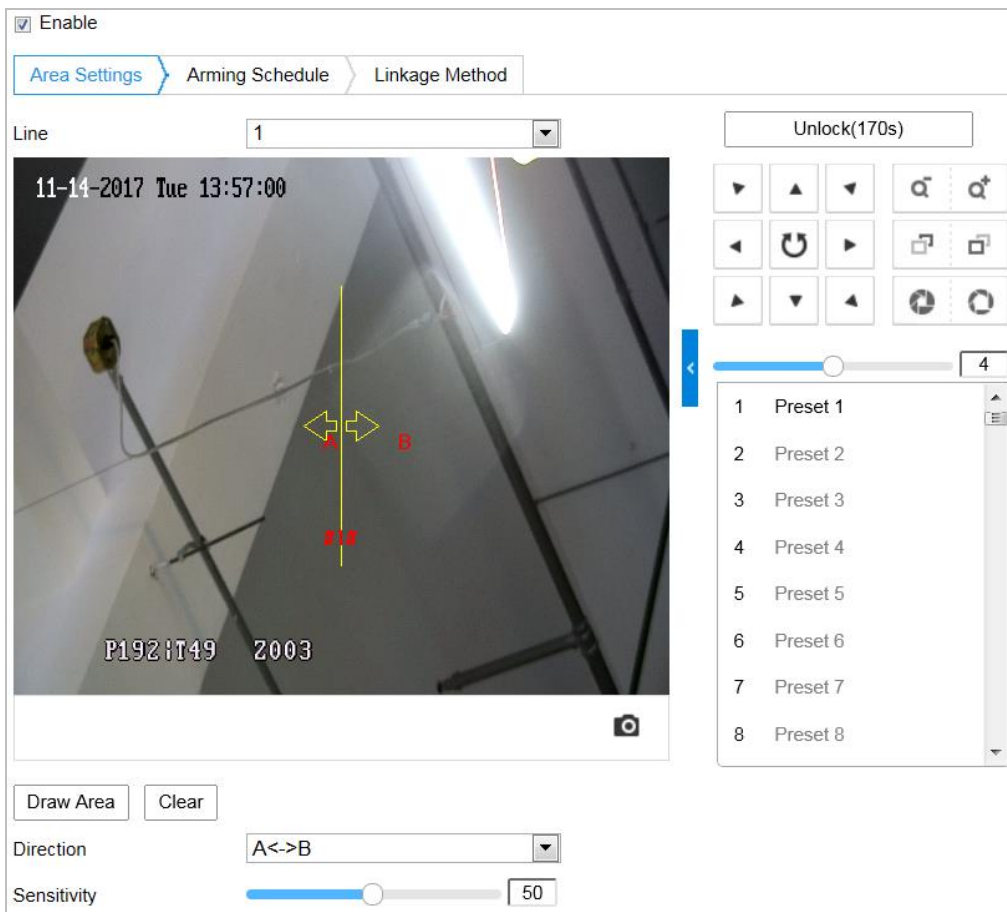 Enable
Area Settings Arming Schedule Linkage Method
Line 1 Unlock(170s)
11-14-2017 Tue 13:57:00
4
1 Preset 1
A B
2 Preset 2
3 Preset 3
#1#
4 Preset 4
5 Preset 5
P192 T49 Z003
6 Preset 6
7 Preset 7
8 Preset 8
Draw Area Clear
Direction A<->B
Sensitivity 50